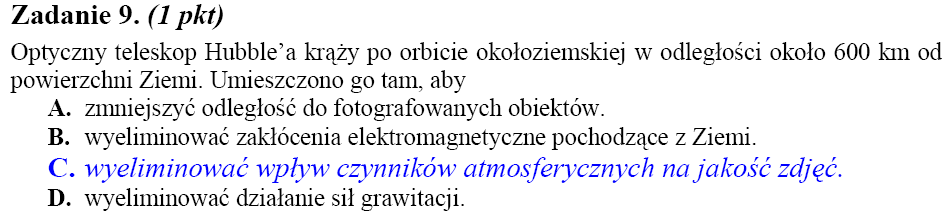 Zadanie 9. (1 pkt)
Optyczny teleskop Hubble’a krąży po orbicie okołoziemskiej w odległości około 600 km od
powierzchni Ziemi. Umieszczono go tam, aby
A. zmniejszyć odległość do fotografowanych obiektów.
B. wyeliminować zakłócenia elektromagnetyczne pochodzące z Ziemi.
C. wyeliminować wpływ czynników atmosferycznych na jakość zdjęć.
D. wyeliminować działanie sił grawitacji.